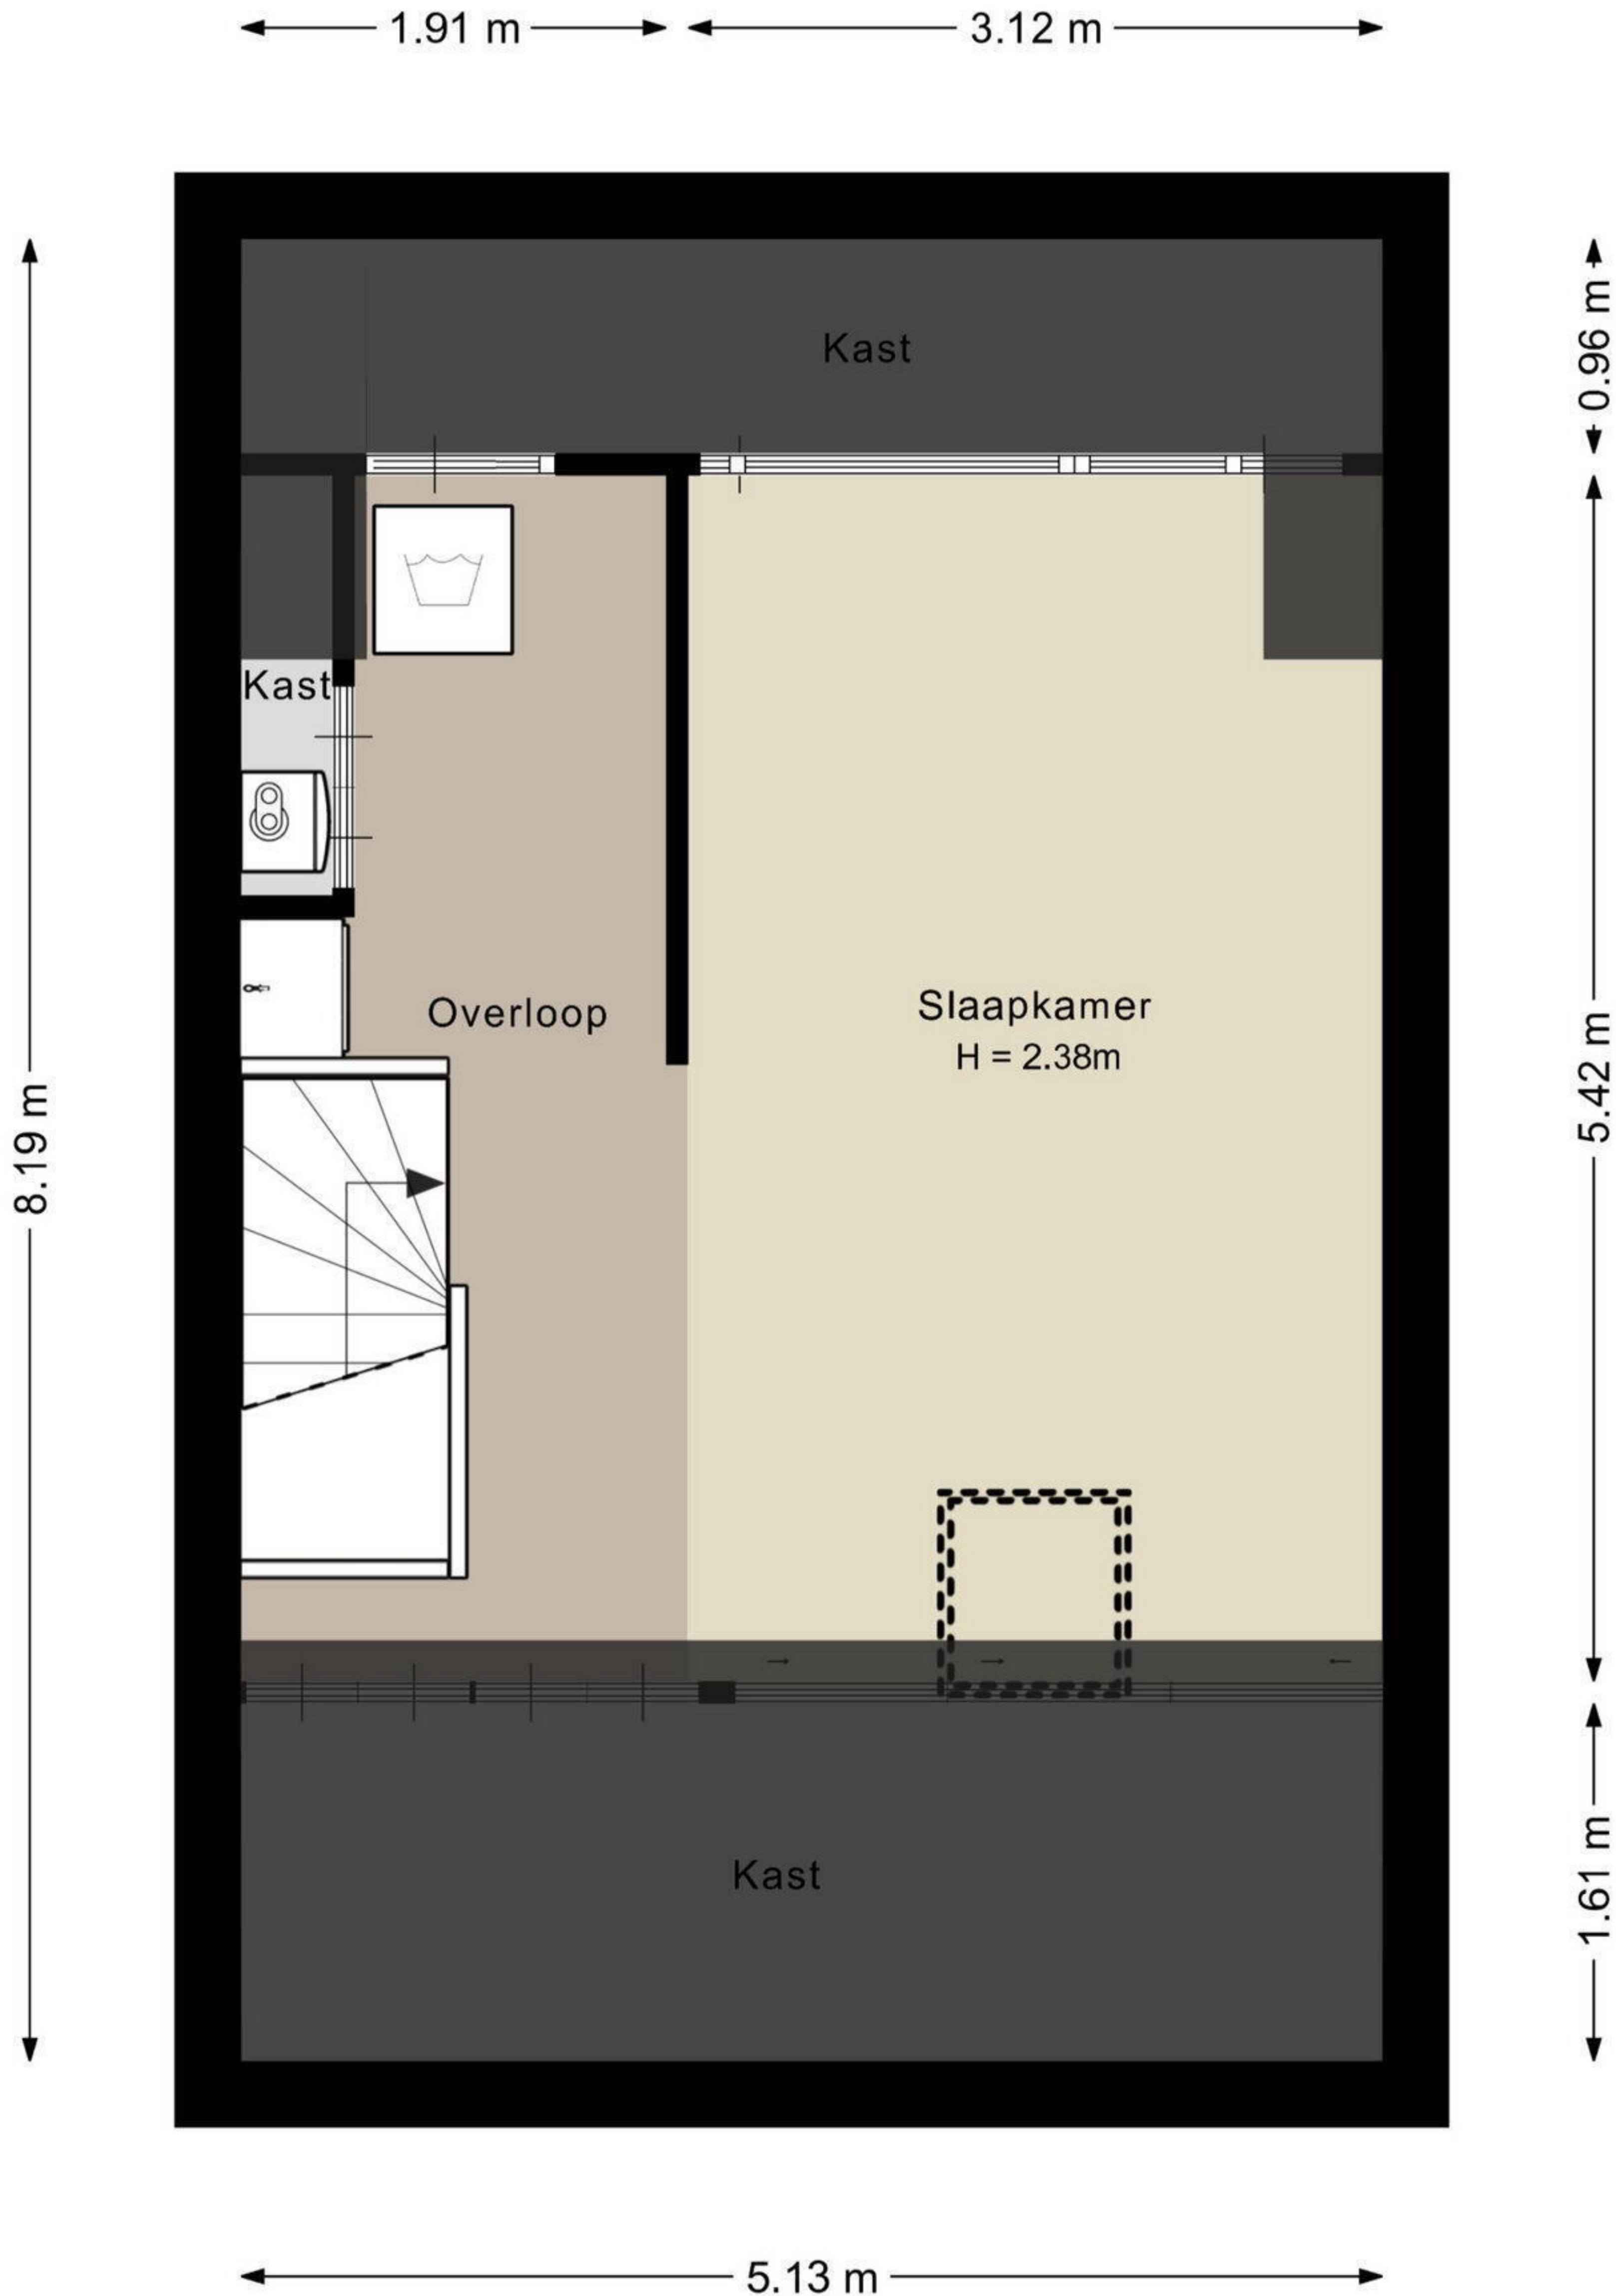 1.91 m
3.12 m
Kast
0.96 m
Kast
Overloop
Slaapkamer
H = 2.38m
8.19 m
5.42 m
Kast
1.61 m
5.13 m